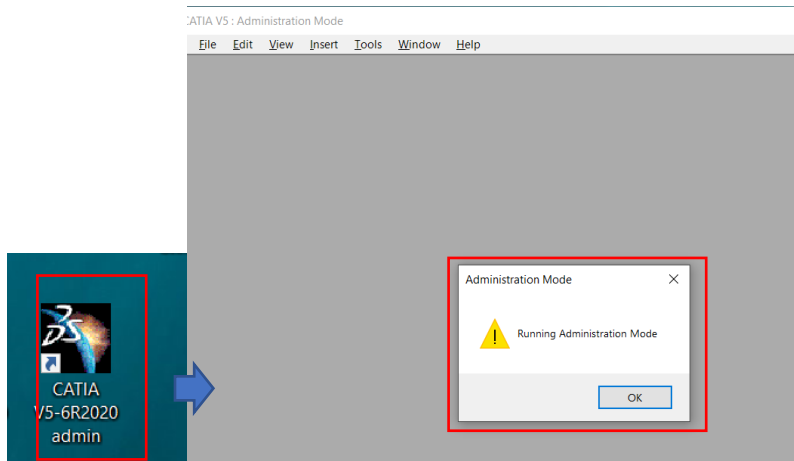 CATIA V5 : Administration Mode
File Edit View Insert Tools Window Help
Administration Mode
Running Administration Mode
OK
CATIA
V5-6R2020
admin